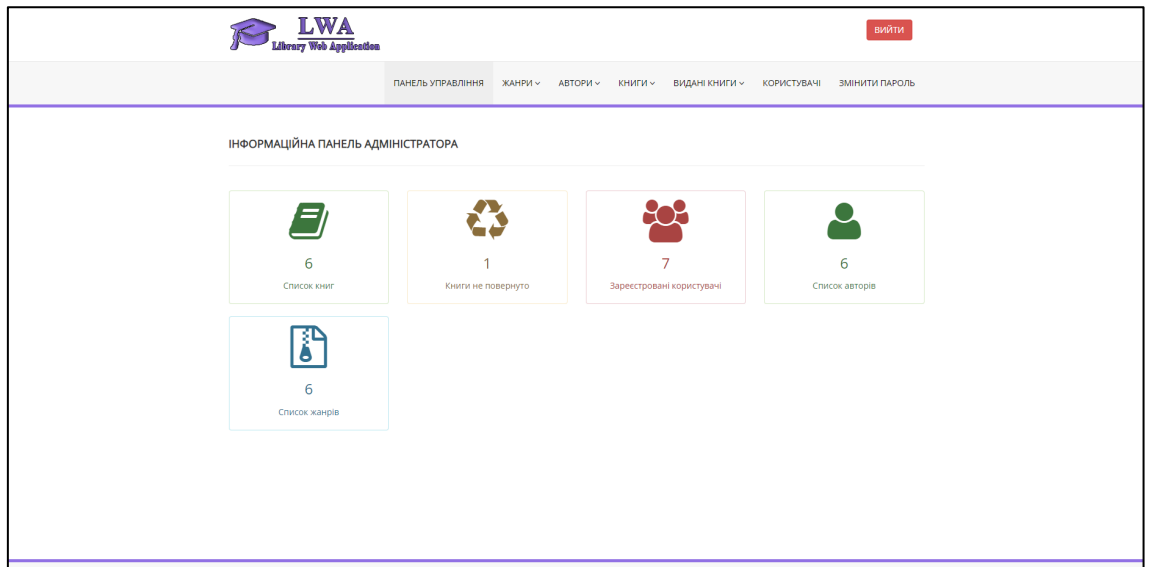 LWA
Library Web Application
ВИЙТИ
ПАНЕЛЬ УПРАВЛІННЯ ЖАНРИ АВТОРИ КНИГИ ВИДАНІ КНИГИ КОРИСТУВАЧІ ЗМІНИТИ ПАРОЛЬ
ІНФОРМАЦІЙНА ПАНЕЛЬ АДМІНІСТРАТОРА
6
Список книг
1
Книги не повернуто
7
Зареєстровані користувачі
6
Список авторів
6
Список жанрів